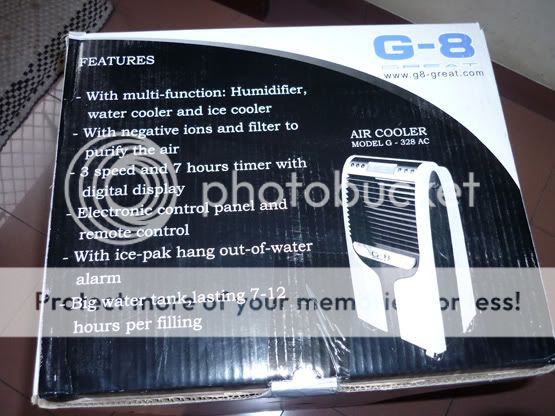 G-8
GREAT
www.g8-great.com
FEATURES
- With multi-function: Humidifier,
water cooler and ice cooler
- With negative ions and filter to
purify the air
- 3 speed and 7 hours timer with
digital display
- Electronic control panel and
remote control
- With ice-pak hang out-of-water
alarm
- Big water tank,lasting 7-12
hours per filling
AIR COOLER
MODEL G - 328 AC
G-8
photobucket
Protect more of your memories for less!